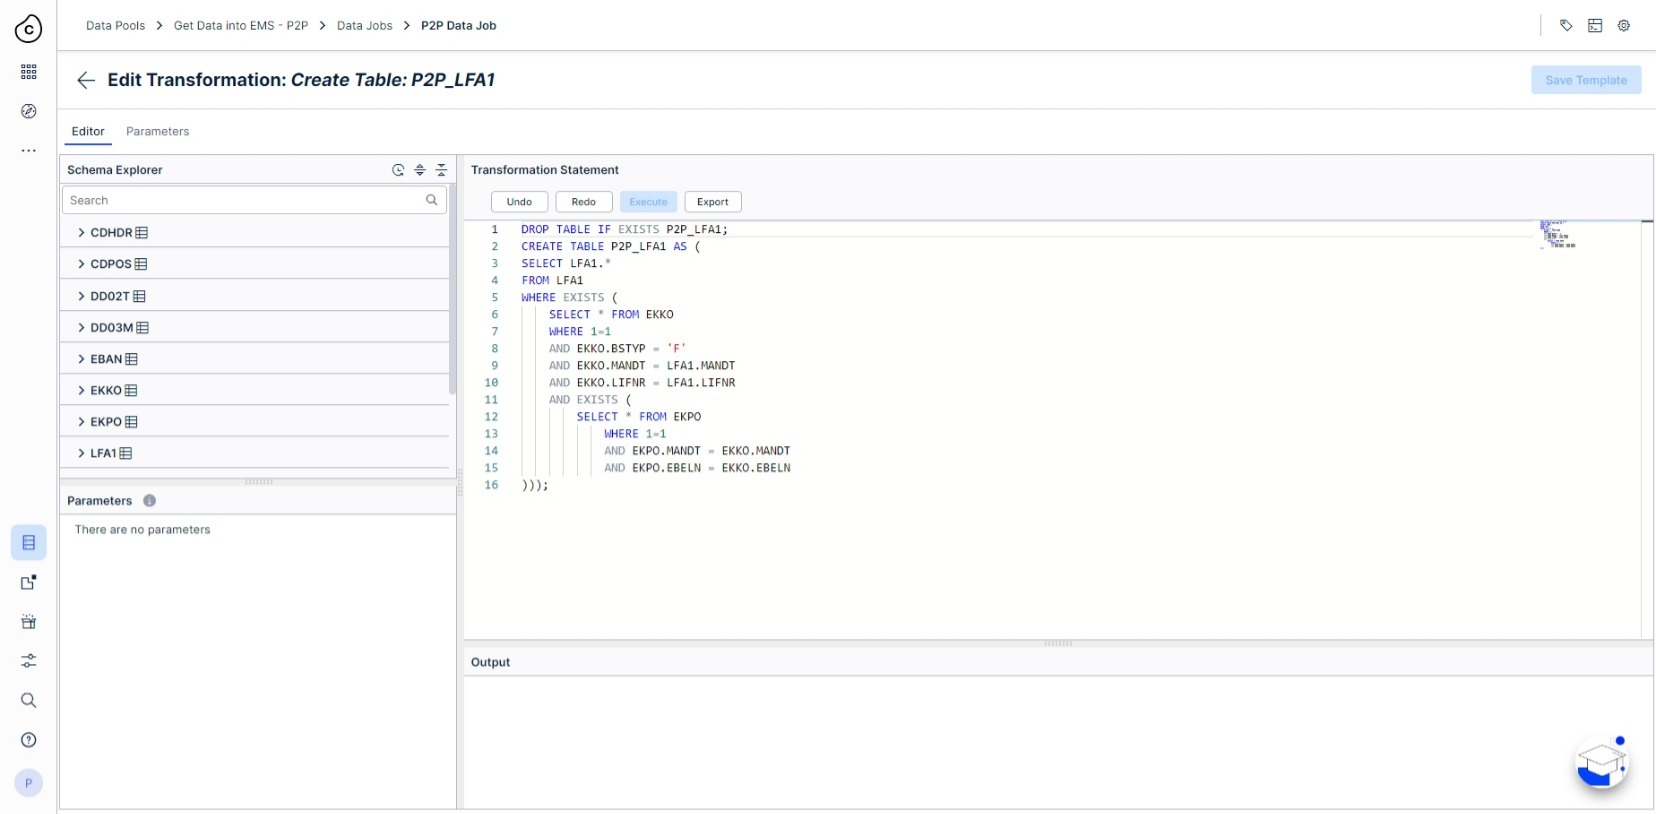 Data Pools > Get Data into EMS - P2P > Data Jobs > P2P Data Job
Edit Transformation: Create Table: P2P_LFA1
Save Template
Editor
Parameters
Schema Explorer
Search
CDHDR
CDPOS
DD02T
DD03M
EBAN
EKKO
EKPO
LFA1
Parameters
There are no parameters
Transformation Statement
Undo
Redo
Execute
Export
1 DROP TABLE IF EXISTS P2P_LFA1;
2 CREATE TABLE P2P_LFA1 AS (
3 SELECT LFA1.*
4 FROM LFA1
5 WHERE EXISTS (
6 SELECT * FROM EKKO
7 WHERE 1=1
8 AND EKKO.BSTYP = 'F'
9 AND EKKO.MANDT = LFA1.MANDT
10 AND EKKO.LIFNR = LFA1.LIFNR
11 AND EXISTS (
12 SELECT * FROM EKPO
13 WHERE 1=1
14 AND EKPO.MANDT = EKKO.MANDT
15 AND EKPO.EBELN = EKKO.EBELN
16 )));
Output
P